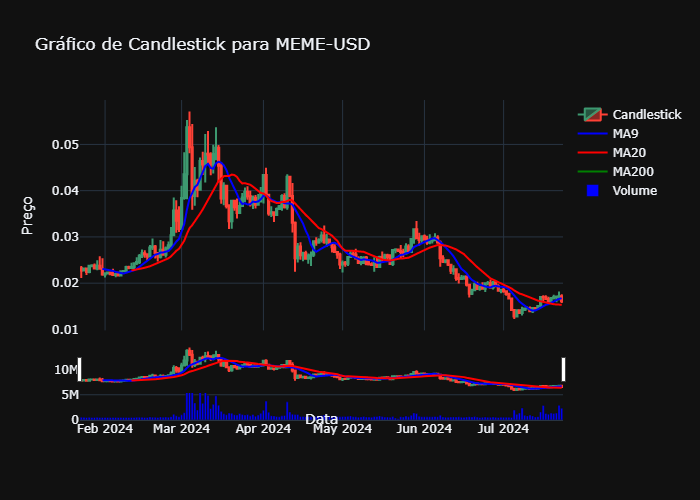 Gráfico de Candlestick para MEME-USD
Candlestick
MA9
MA20
MA200
Volume
Preço
0.05
0.04
0.03
0.02
0.01
10M
5M
0
Feb 2024 Mar 2024 Apr 2024 May 2024 Jun 2024 Jul 2024
Data